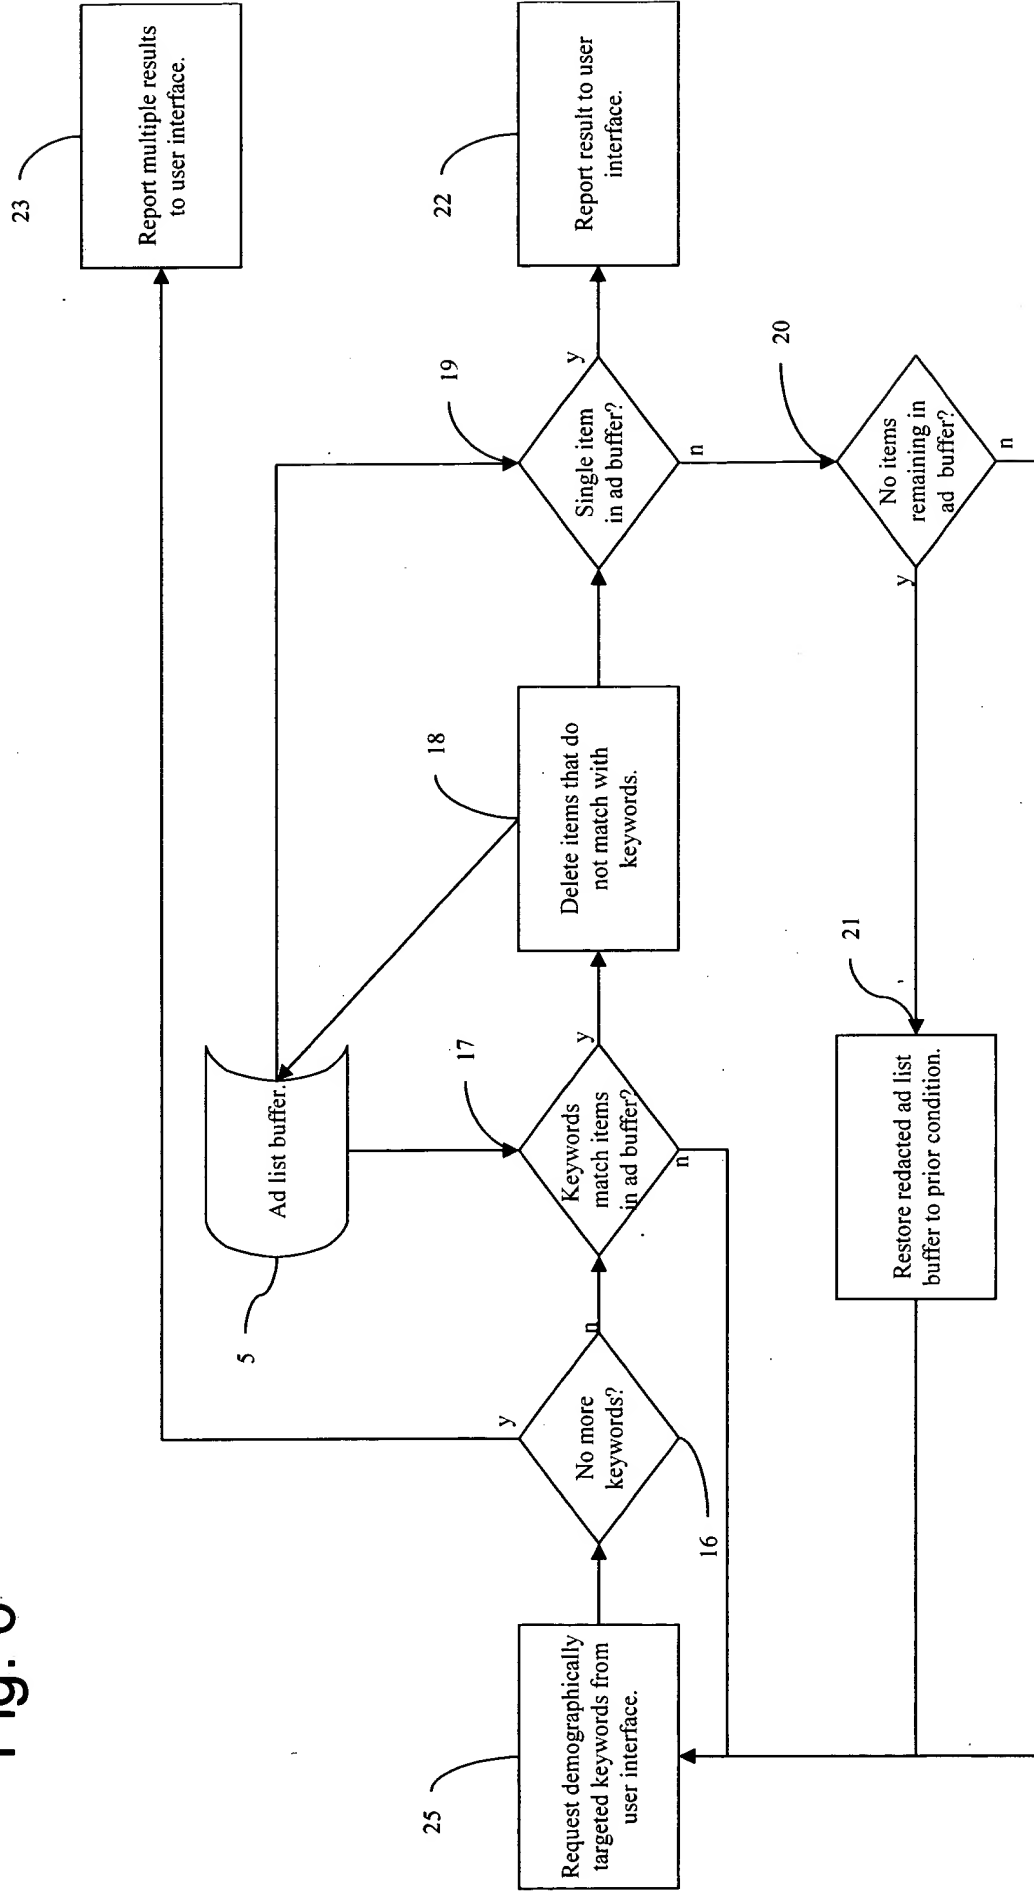 Report multiple results
to user interface.
23
Report result to user
interface.
22
19
20
y
Single item
in ad buffer?
n
No items
remaining in
ad buffer?
y
n
18
Delete items that do
not match with
keywords.
21
Restore redacted ad list
buffer to prior condition.
Ad list buffer.
5
17
y
Keywords
match items
in ad buffer?
n
y
n
No more
keywords?
16
25
Request demographically
targeted keywords from
user interface.